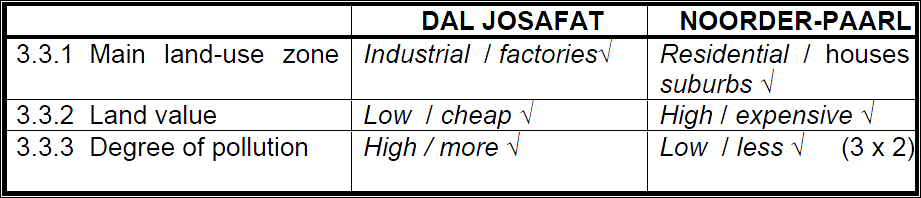 DAL JOSAFAT NOORDER-PAARL
3.3.1 Main land-use zone Industrial / factories√ Residential / houses
suburbs √
3.3.2 Land value Low / cheap √ High / expensive √
3.3.3 Degree of pollution High / more √ Low / less √ (3 x 2)